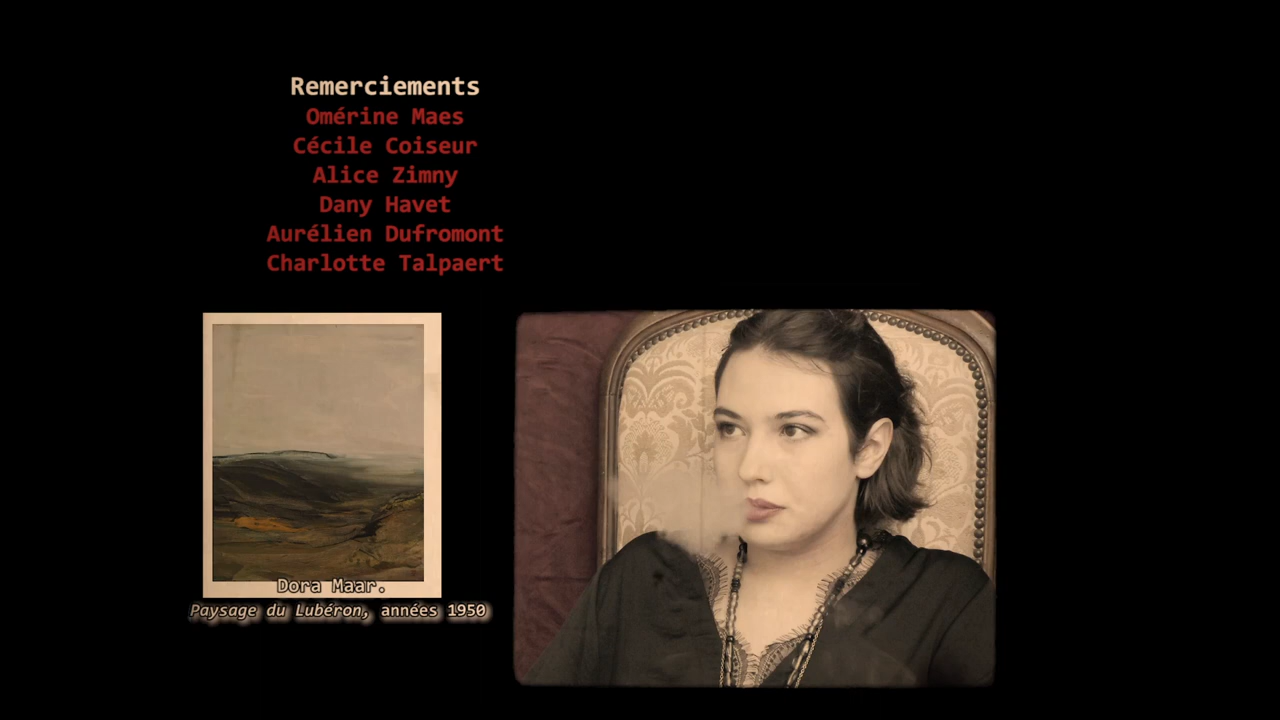 Remerciements
Omérine Maes
Cécile Coiseur
Alice Zimny
Dany Havet
Aurélien Dufromont
Charlotte Talpaert
Dora Maar.
Paysage du Lubéron, années 1950